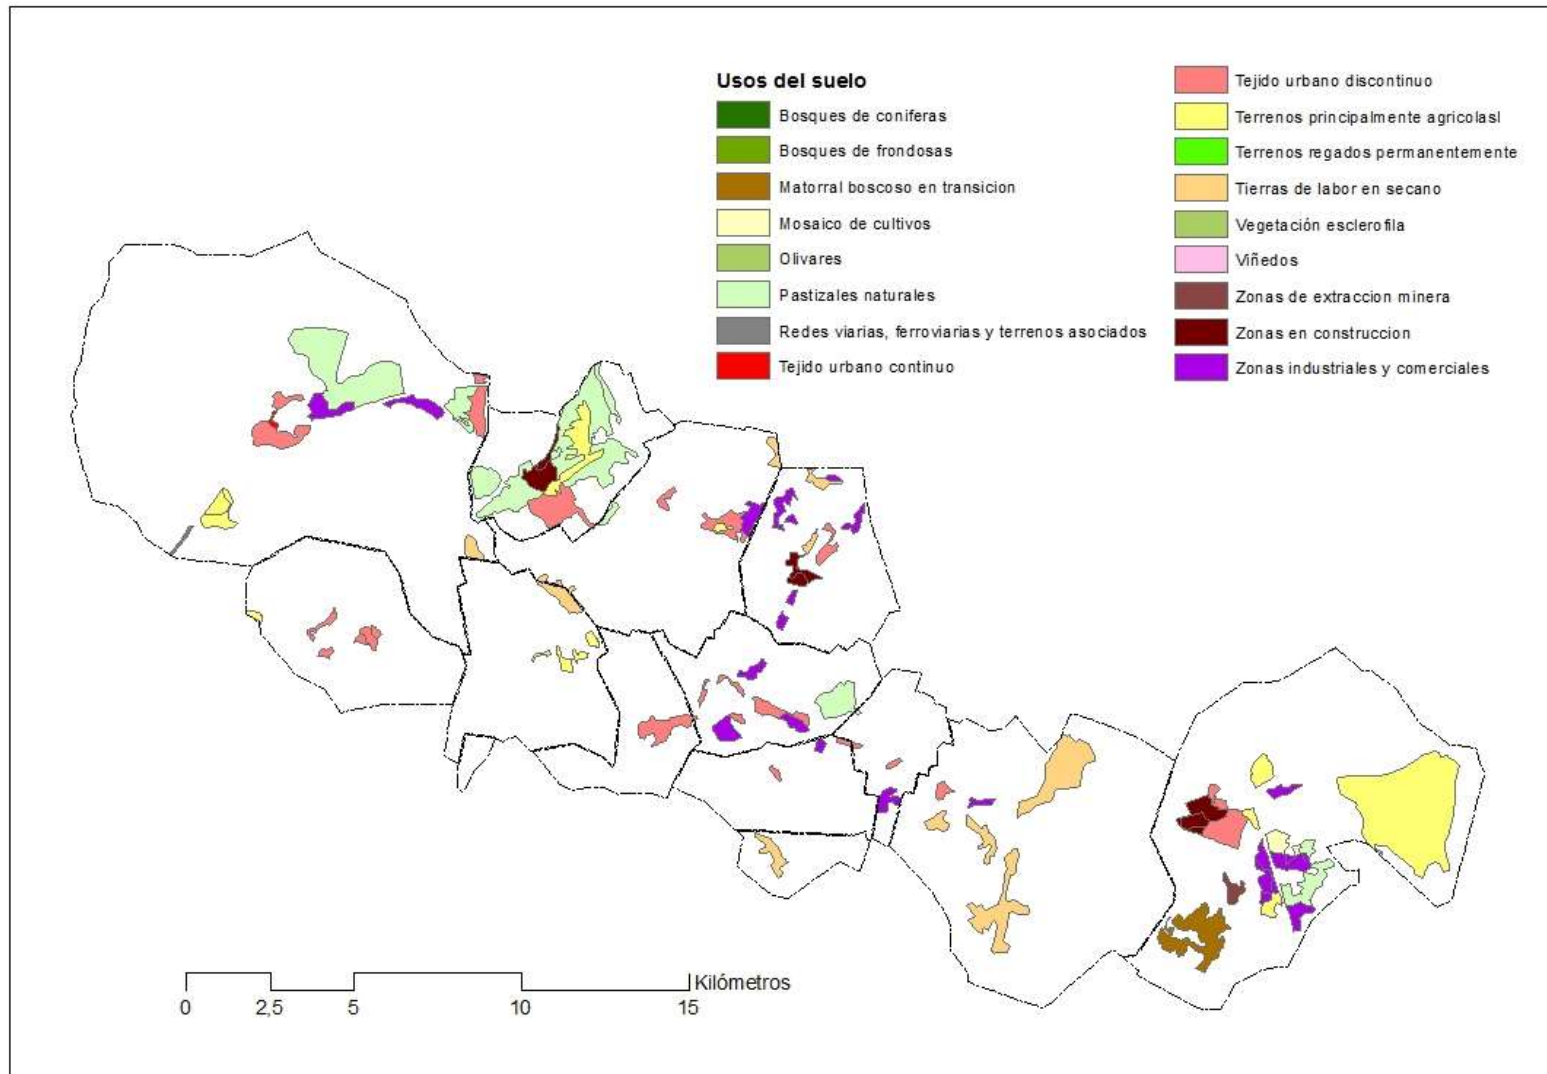 Usos del suelo
Bosques de coniferas
Bosques de frondosas
Matorral boscoso en transicion
Mosaico de cultivos
Olivares
Pastizales naturales
Redes viarias, ferroviarias y terrenos asociados
Tejido urbano continuo
Tejido urbano discontinuo
Terrenos principalmente agricolasl
Terrenos regados permanentemente
Tierras de labor en secano
Vegetación esclerofila
Viñedos
Zonas de extraccion minera
Zonas en construccion
Zonas industriales y comerciales
Kilómetros
0 2,5 5 10 15